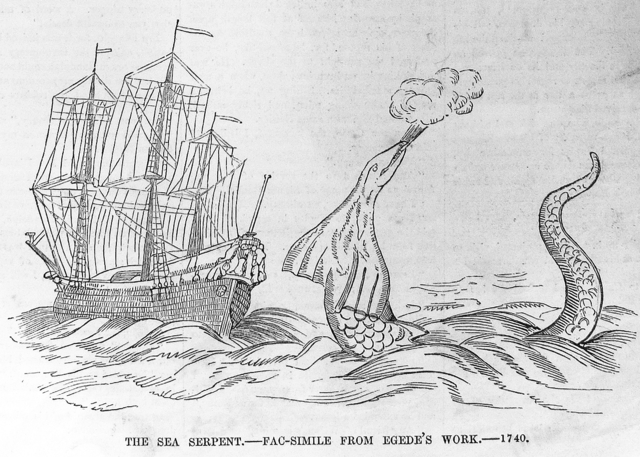 THE SEA SERPENT.—FAC-SIMILE FROM EGEDE'S WORK.—1740.